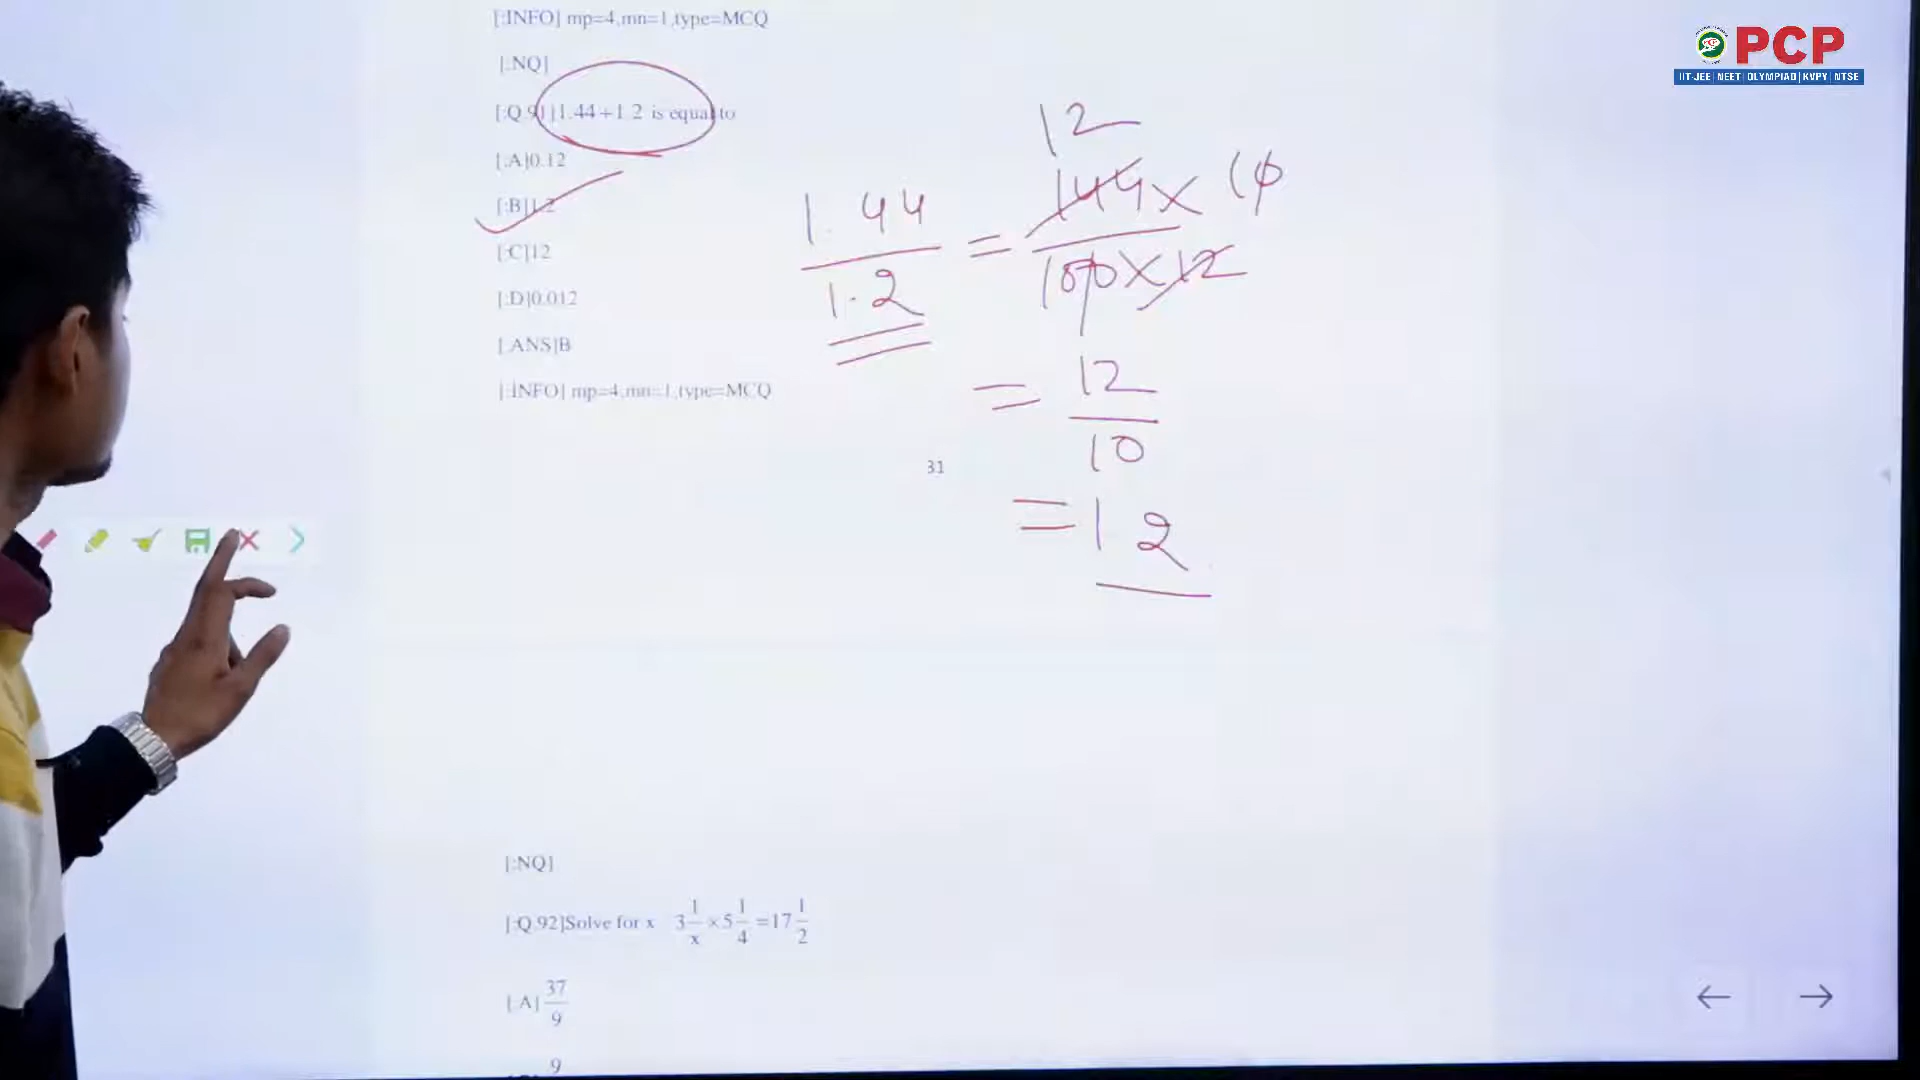 [:INFO] mp=4,mn=1,type=MCQ
[:NQ]
[:Q.91]1.44÷1.2 is equal to
[:A]0.12
[:B]1.2
[:C]12
[:D]0.012
[:ANS]B
[:INFO] mp=4,mn=1,type=MCQ
31
12
1.44/1.2 = 144×10/100×12
= 12/10
= 1.2
[:NQ]
[:Q.92]Solve for x 3 1/x ×5 1/4 =17 1/2
[:A] 37/9
9
PCP
IIT-JEE | NEET | OLYMPIAD | KVPY | NTSE